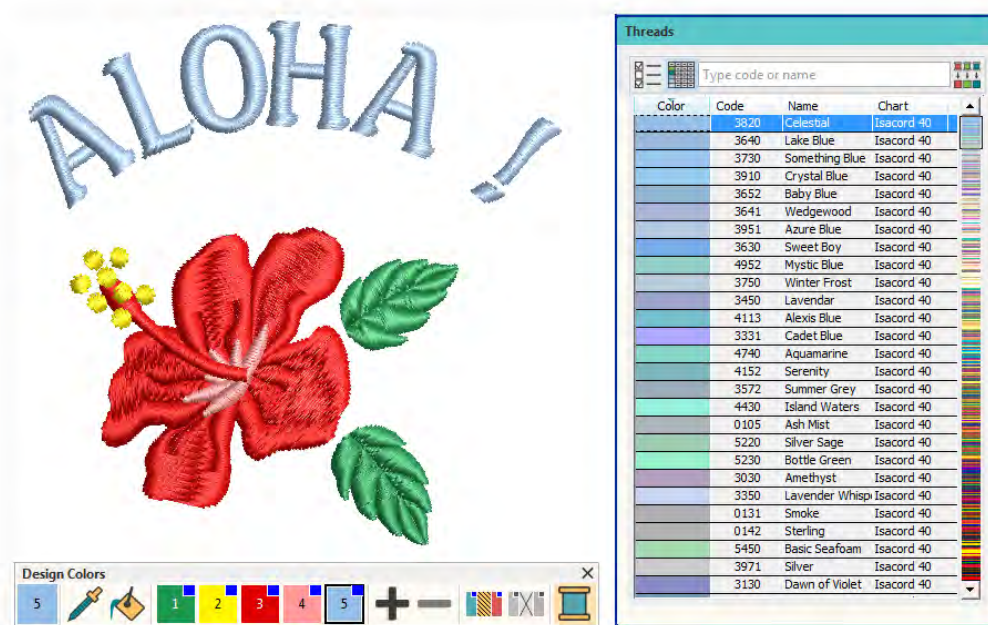 ALOHA !
Threads
Type code or name
Color Code Name Chart
3820 Celestial Isacord 40
3640 Lake Blue Isacord 40
3730 Something Blue Isacord 40
3910 Crystal Blue Isacord 40
3652 Baby Blue Isacord 40
3641 Wedgewood Isacord 40
3951 Azure Blue Isacord 40
3630 Sweet Boy Isacord 40
4952 Mystic Blue Isacord 40
3750 Winter Frost Isacord 40
3450 Lavendar Isacord 40
4113 Alexis Blue Isacord 40
3331 Cadet Blue Isacord 40
4740 Aquamarine Isacord 40
4152 Serenity Isacord 40
3572 Summer Grey Isacord 40
4430 Island Waters Isacord 40
0105 Ash Mist Isacord 40
5220 Silver Sage Isacord 40
5230 Bottle Green Isacord 40
3030 Amethyst Isacord 40
3350 Lavender Whisp Isacord 40
0131 Smoke Isacord 40
0142 Sterling Isacord 40
5450 Basic Seafoam Isacord 40
3971 Silver Isacord 40
3130 Dawn of Violet Isacord 40
Design Colors
5 1 2 3 4 5